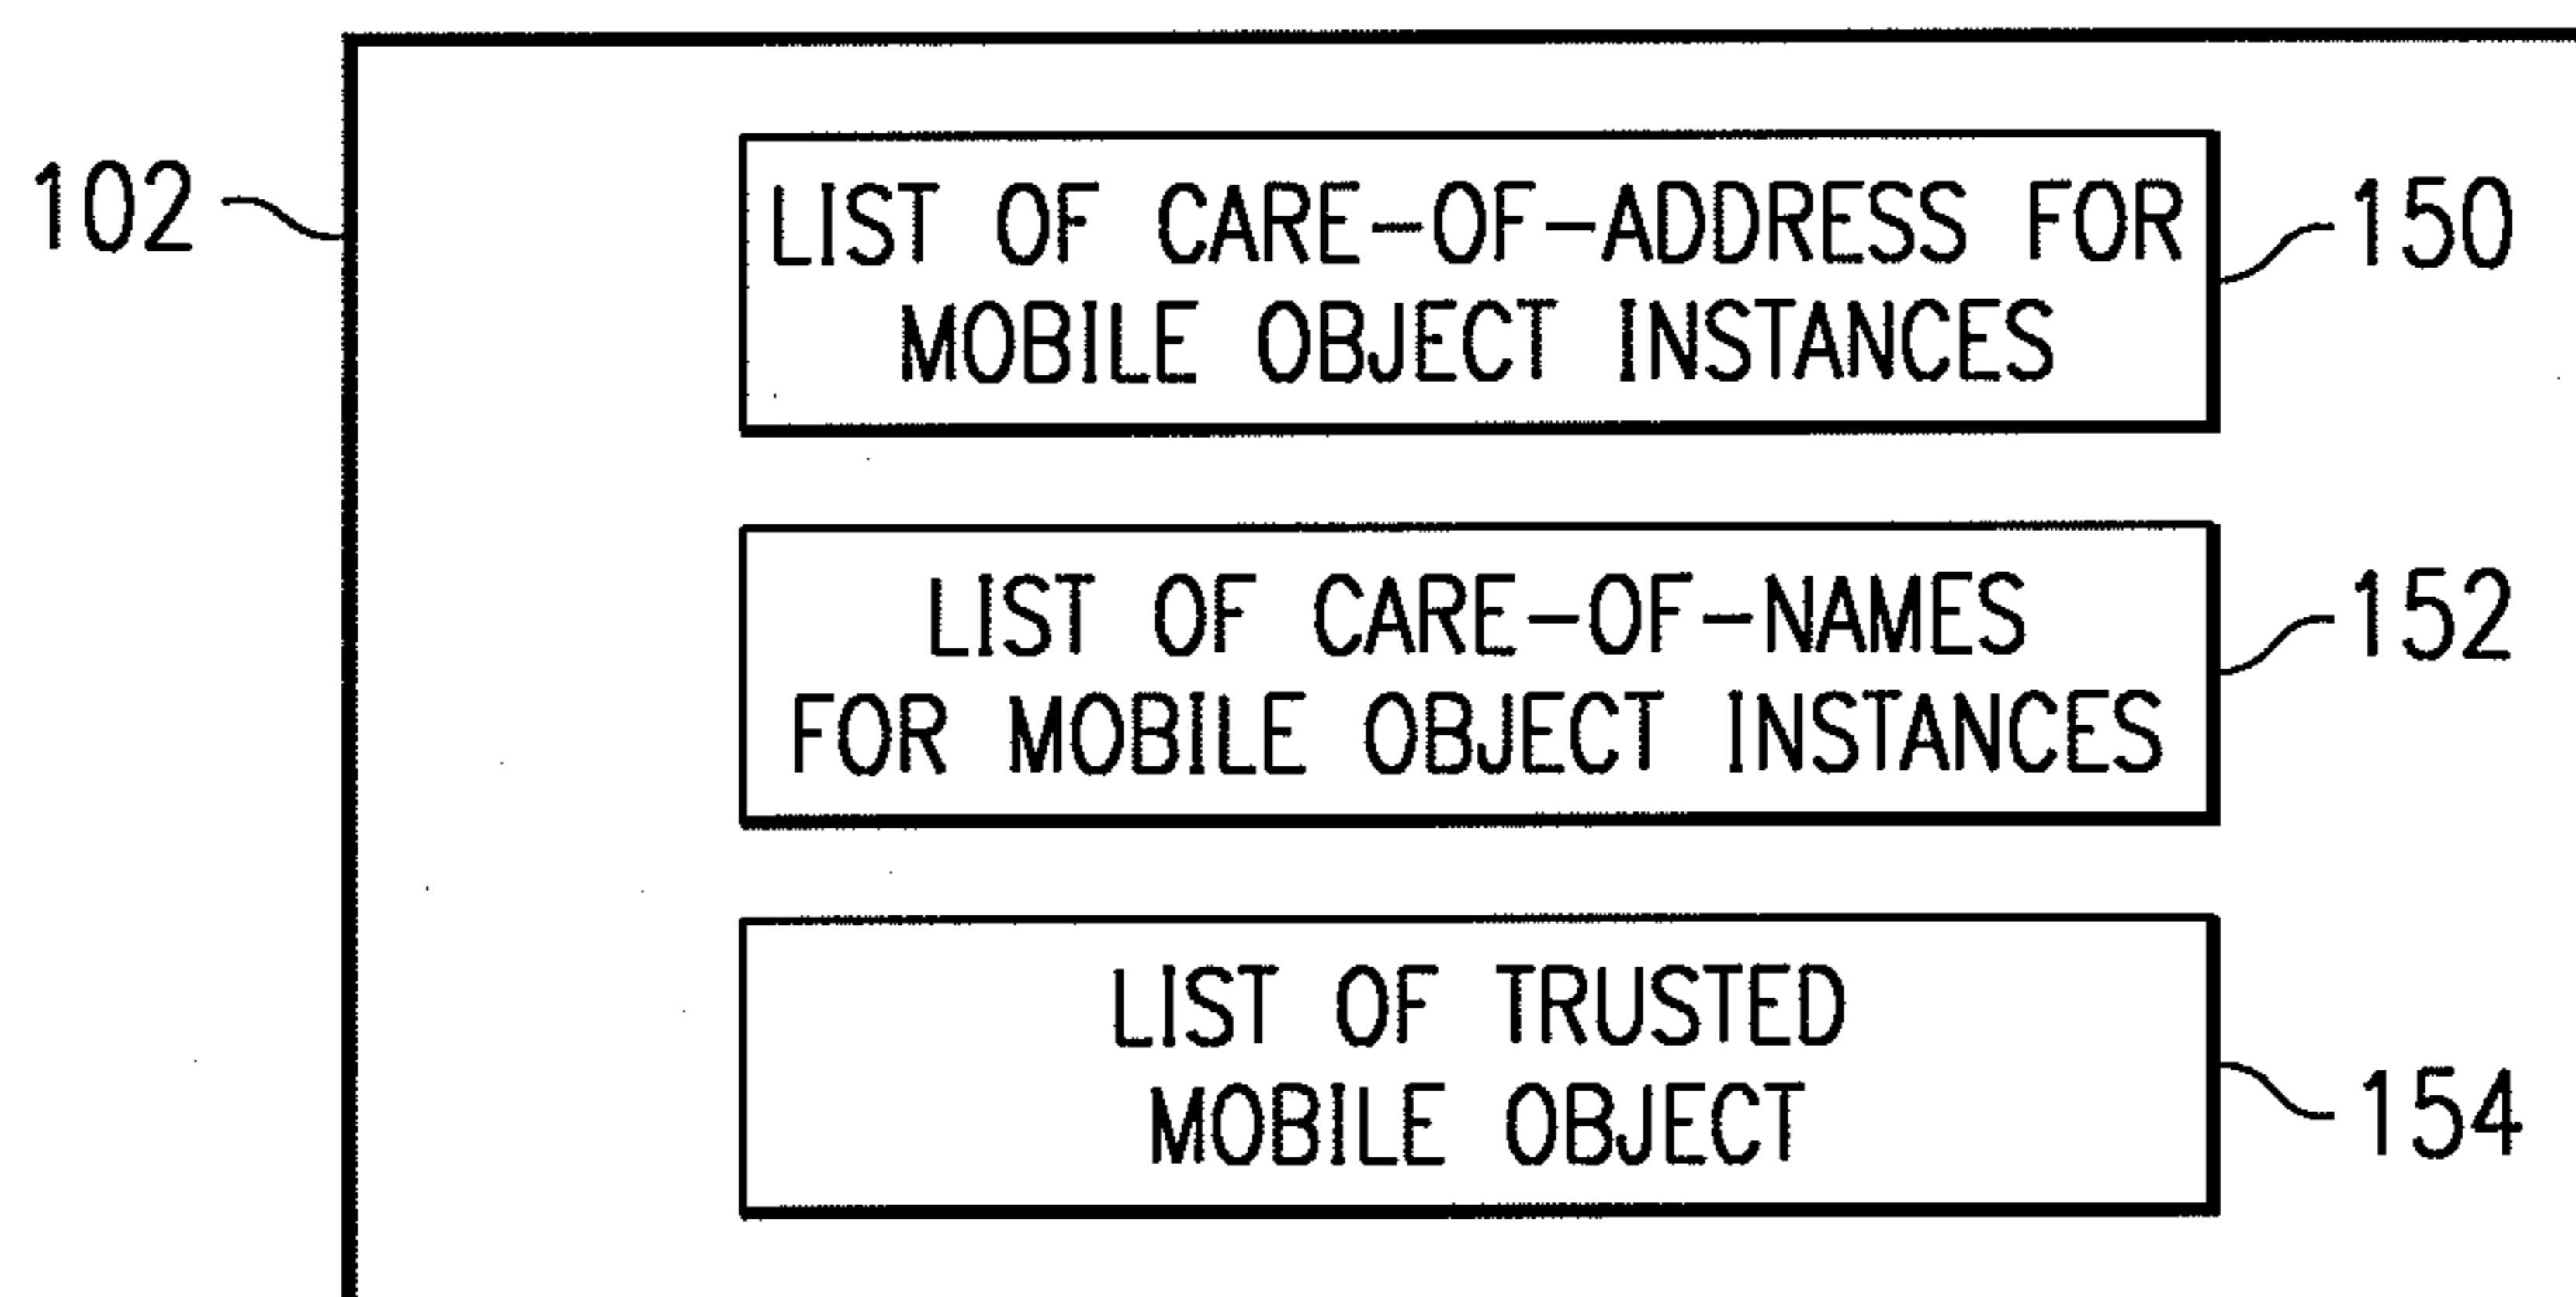 102
LIST OF CARE-OF-ADDRESS FOR
MOBILE OBJECT INSTANCES
150
LIST OF CARE-OF-NAMES
FOR MOBILE OBJECT INSTANCES
152
LIST OF TRUSTED
MOBILE OBJECT
154